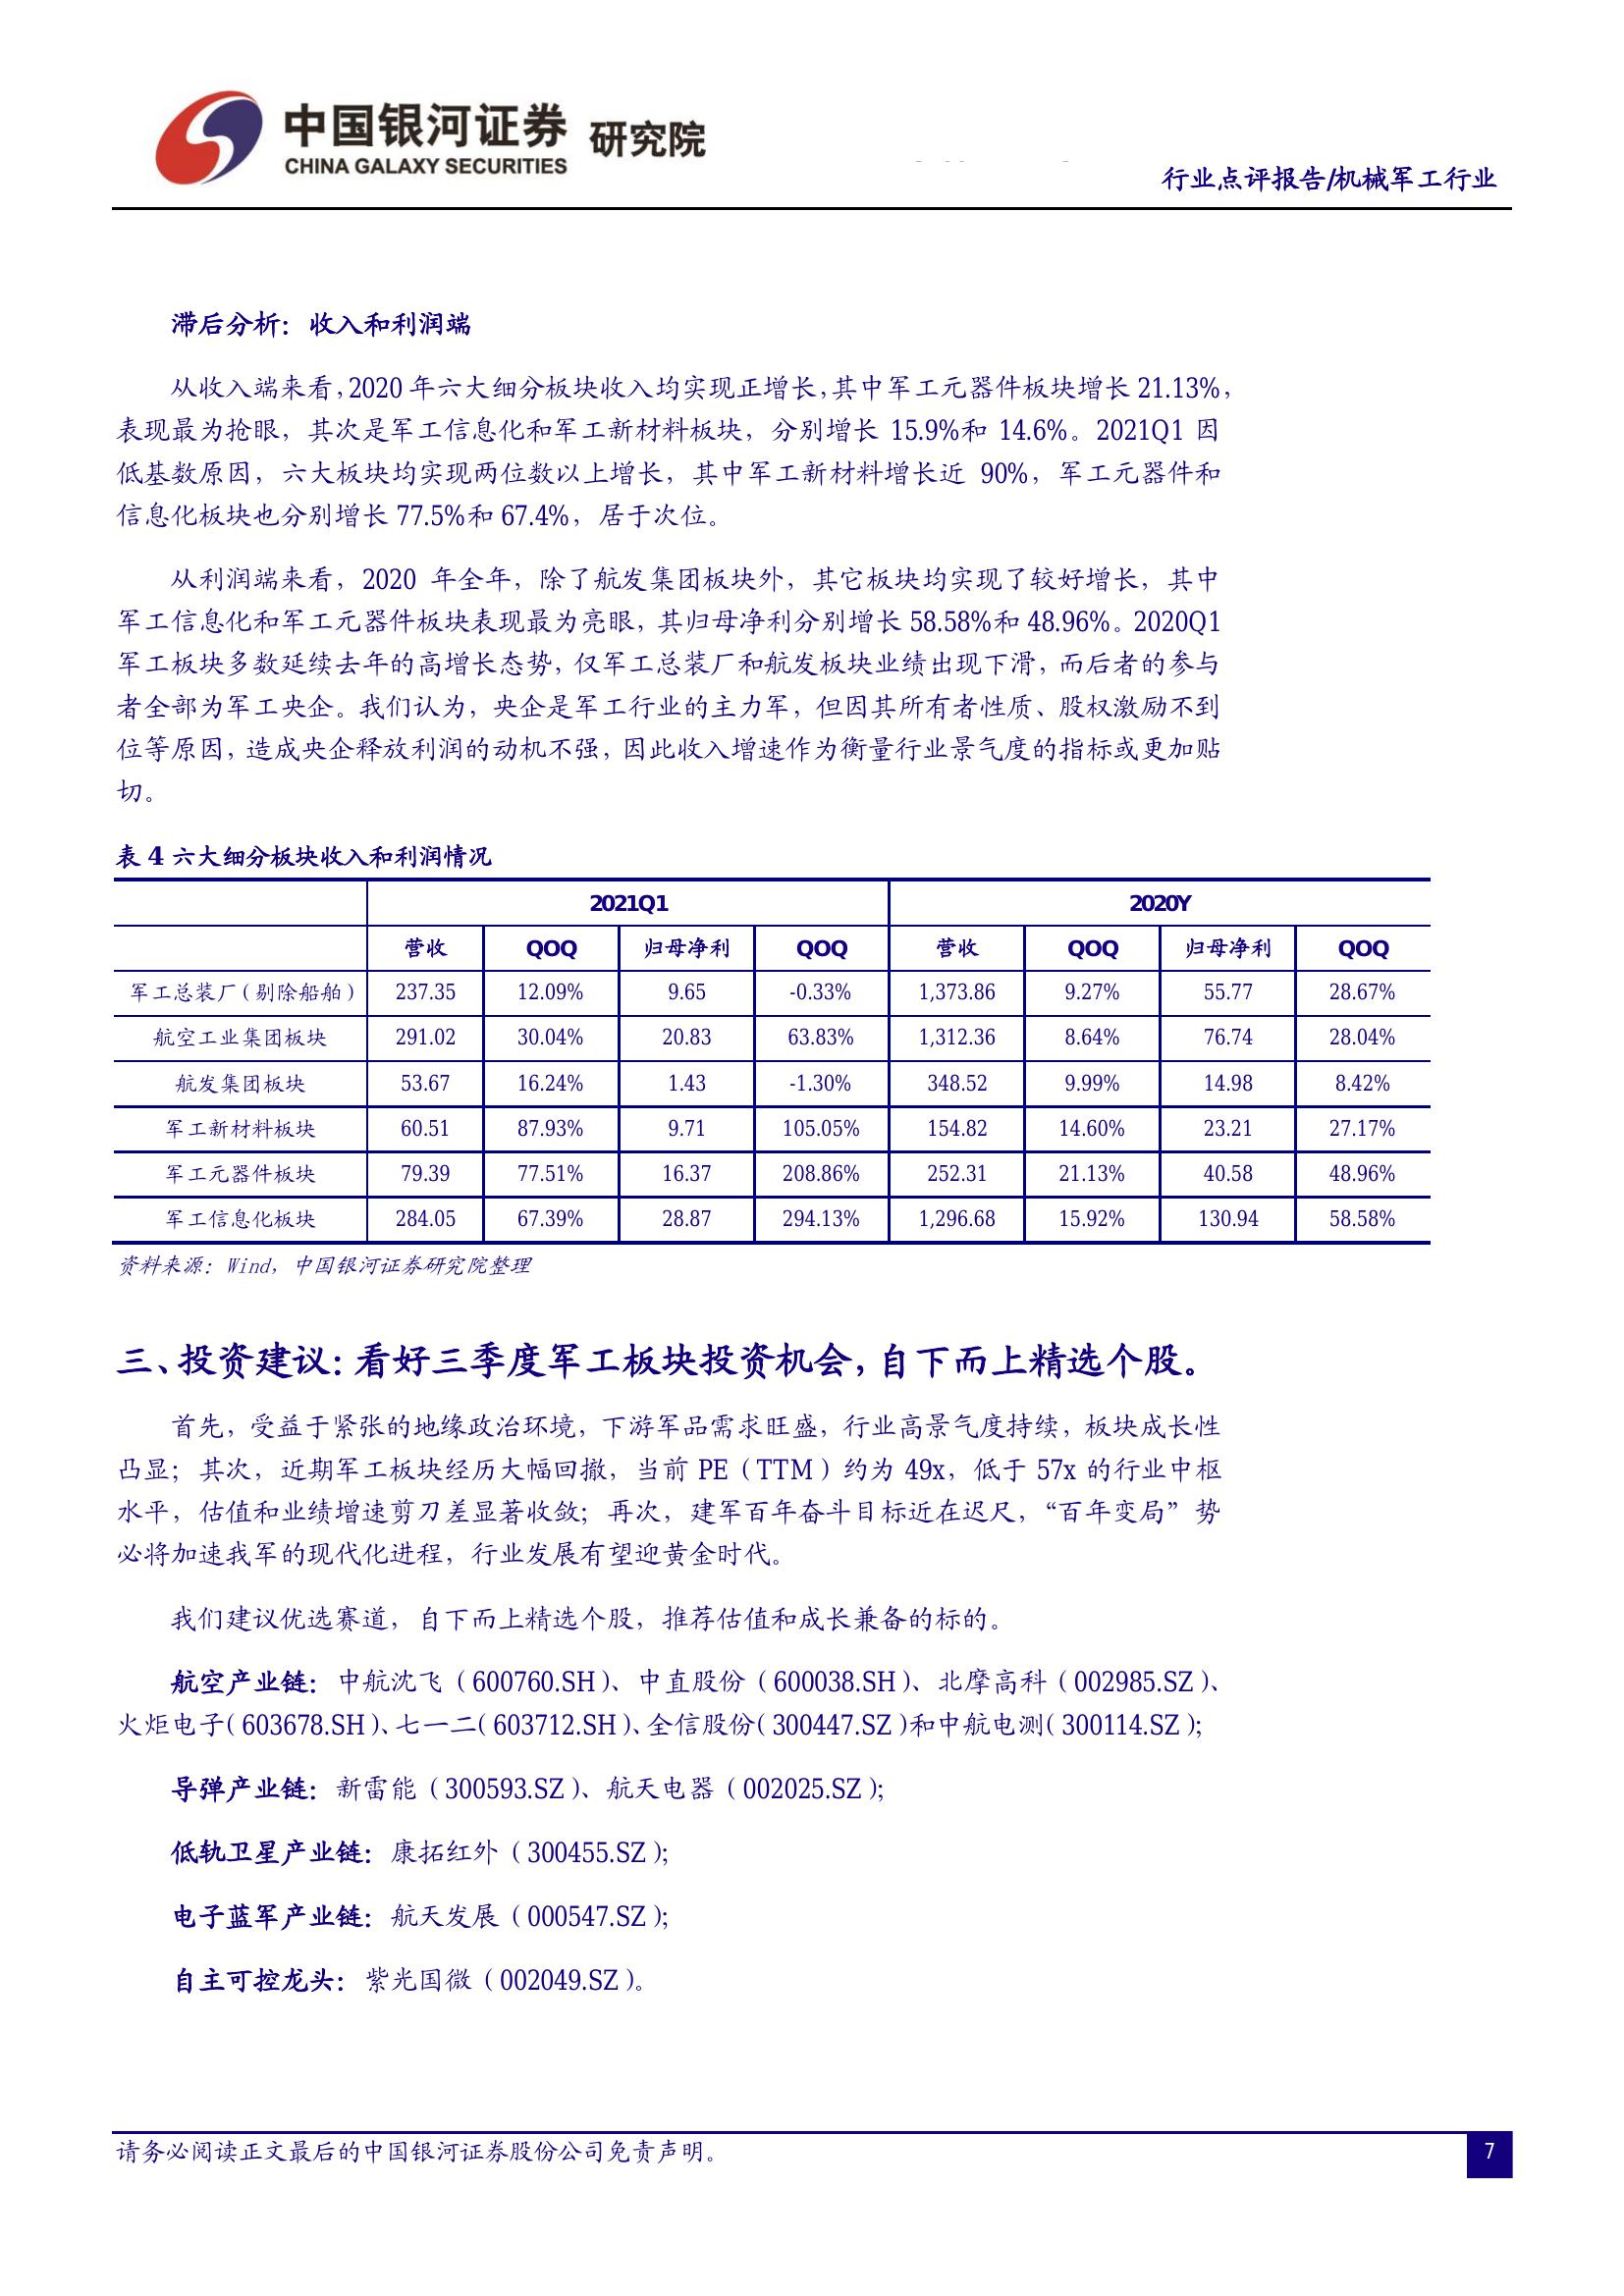 中国银河证券 研究院
CHINA GALAXY SECURITIES
行业点评报告/机械军工行业
滞后分析：收入和利润端
从收入端来看，2020 年六大细分板块收入均实现正增长，其中军工元器件板块增长 21.13%，
表现最为抢眼，其次是军工信息化和军工新材料板块，分别增长 15.9%和 14.6%。2021Q1 因
低基数原因，六大板块均实现两位数以上增长，其中军工新材料增长近 90%，军工元器件和
信息化板块也分别增长 77.5%和 67.4%，居于次位。
从利润端来看，2020 年全年，除了航发集团板块外，其它板块均实现了较好增长，其中
军工信息化和军工元器件板块表现最为亮眼，其归母净利分别增长 58.58%和 48.96%。2020Q1
军工板块多数延续去年的高增长态势，仅军工总装厂和航发板块业绩出现下滑，而后者的参与
者全部为军工央企。我们认为，央企是军工行业的主力军，但因其所有者性质、股权激励不到
位等原因，造成央企释放利润的动机不强，因此收入增速作为衡量行业景气度的指标或更加贴
切。
表 4 六大细分板块收入和利润情况
2021Q1 2020Y
营收 QOQ 归母净利 QOQ 营收 QOQ 归母净利 QOQ
军工总装厂（剔除船舶） 237.35 12.09% 9.65 -0.33% 1,373.86 9.27% 55.77 28.67%
航空工业集团板块 291.02 30.04% 20.83 63.83% 1,312.36 8.64% 76.74 28.04%
航发集团板块 53.67 16.24% 1.43 -1.30% 348.52 9.99% 14.98 8.42%
军工新材料板块 60.51 87.93% 9.71 105.05% 154.82 14.60% 23.21 27.17%
军工元器件板块 79.39 77.51% 16.37 208.86% 252.31 21.13% 40.58 48.96%
军工信息化板块 284.05 67.39% 28.87 294.13% 1,296.68 15.92% 130.94 58.58%
资料来源：Wind，中国银河证券研究院整理
三、投资建议：看好三季度军工板块投资机会，自下而上精选个股。
首先，受益于紧张的地缘政治环境，下游军品需求旺盛，行业高景气度持续，板块成长性
凸显；其次，近期军工板块经历大幅回撤，当前 PE（TTM）约为 49x，低于 57x 的行业中枢
水平，估值和业绩增速剪刀差显著收敛；再次，建军百年奋斗目标近在迟尺，“百年变局”势
必将加速我军的现代化进程，行业发展有望迎黄金时代。
我们建议优选赛道，自下而上精选个股，推荐估值和成长兼备的标的。
航空产业链：中航沈飞（600760.SH）、中直股份（600038.SH）、北摩高科（002985.SZ）、
火炬电子（603678.SH）、七一二（603712.SH）、全信股份（300447.SZ）和中航电测（300114.SZ）；
导弹产业链：新雷能（300593.SZ）、航天电器（002025.SZ）；
低轨卫星产业链：康拓红外（300455.SZ）；
电子蓝军产业链：航天发展（000547.SZ）；
自主可控龙头：紫光国微（002049.SZ）。
请务必阅读正文最后的中国银河证券股份公司免责声明。
7